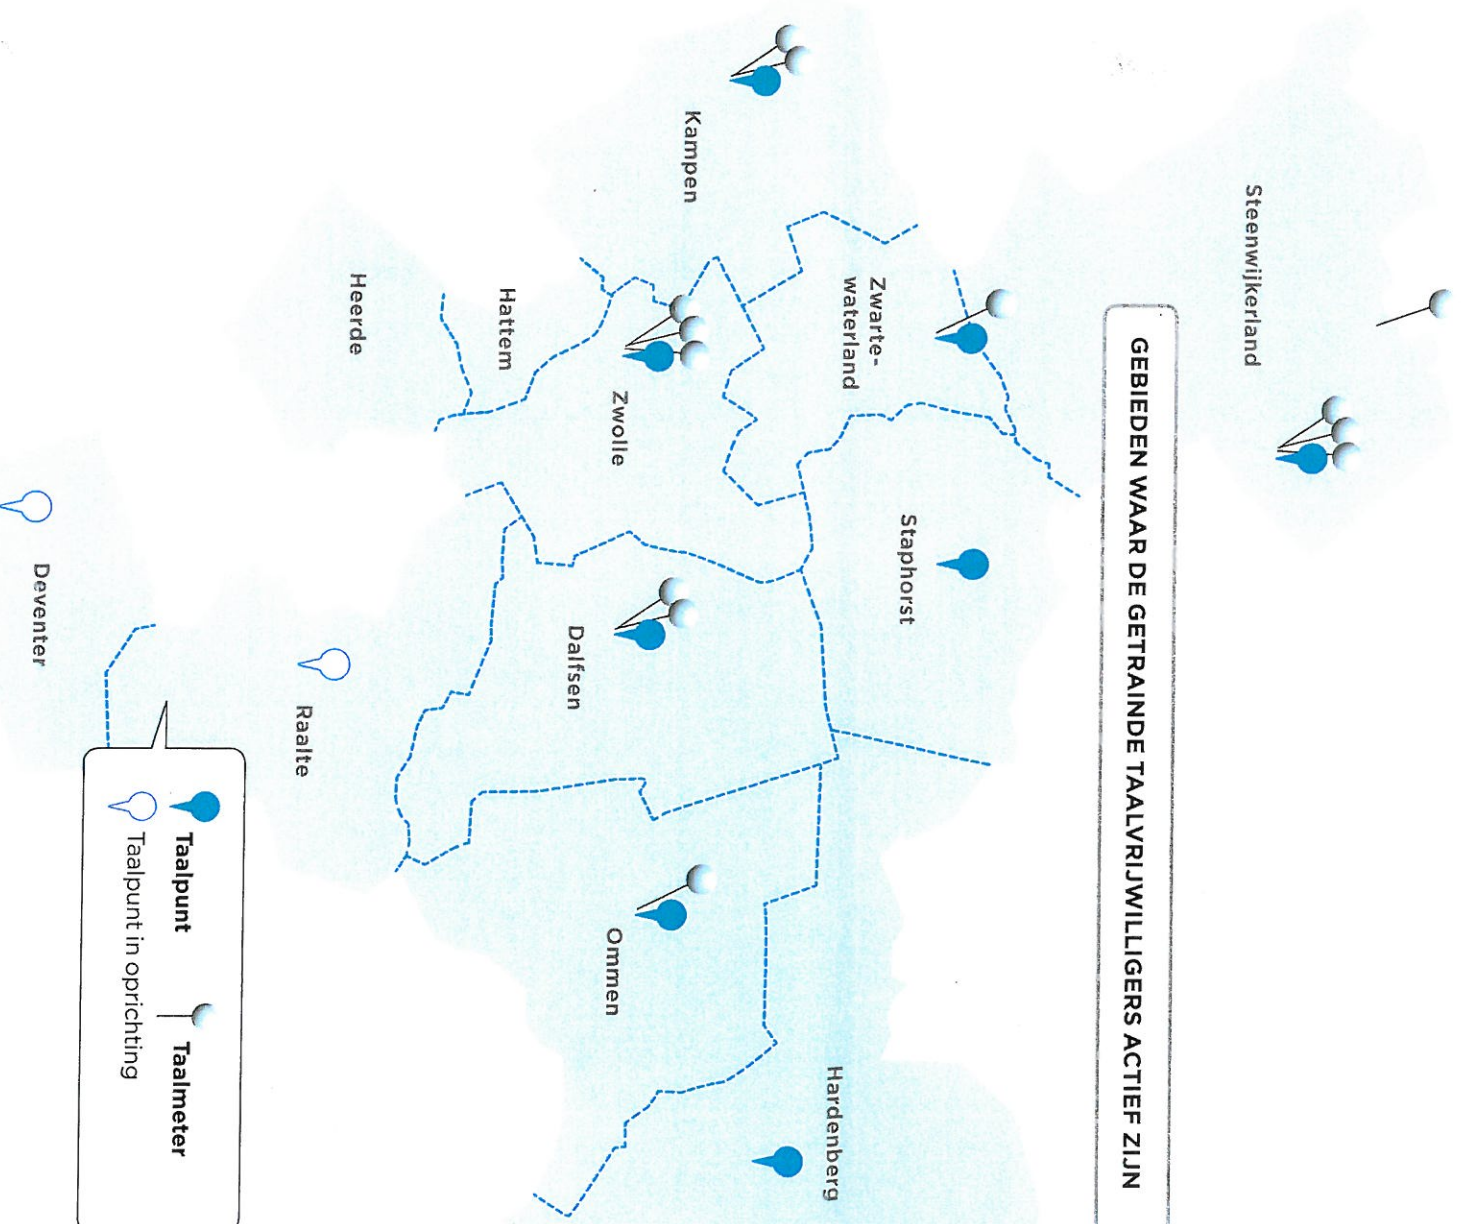 GEBIEDEN WAAR DE GETRAINDE TAALVRIJWILLIGERS ACTIEF ZIJN
Steenwijkerland
Zwarte-
waterland
Staphorst
Hardenberg
Kampen
Zwolle
Ommen
Dalfsen
Hattem
Heerde
Raalte
Deventer
Taalpunt
Taalmeter
Taalpunt in oprichting